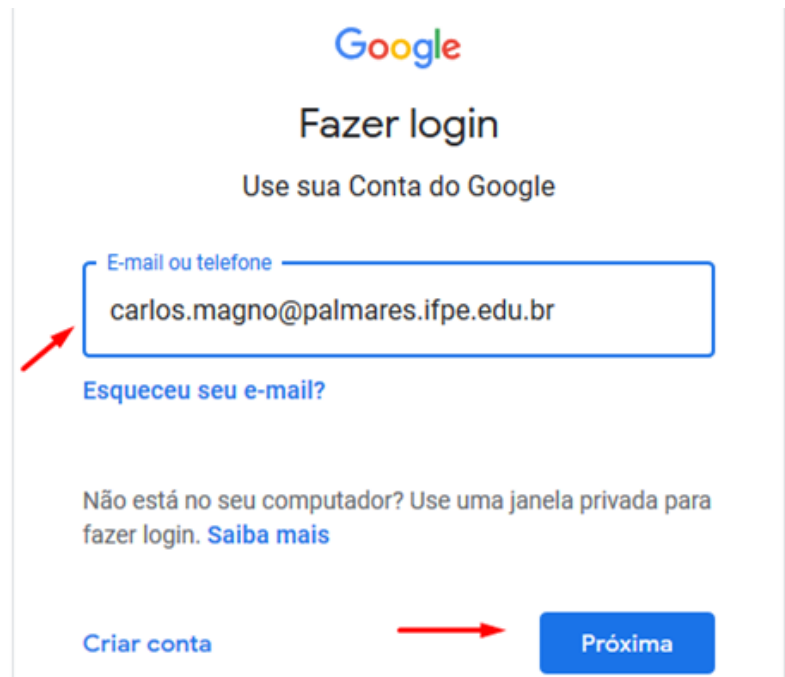 Google
Fazer login
Use sua Conta do Google
E-mail ou telefone
carlos.magno@palmares.ifpe.edu.br
Esqueceu seu e-mail?
Não está no seu computador? Use uma janela privada para
fazer login. Saiba mais
Criar conta
Próxima